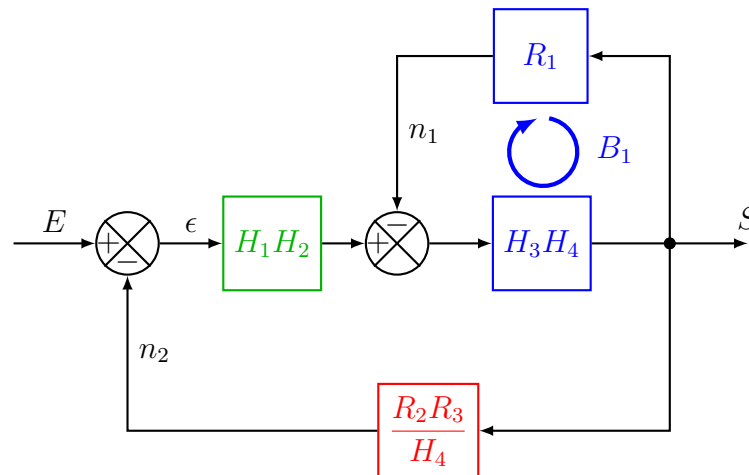 R₁
n₁
B₁
E
ϵ
S
+
−
H₁H₂
+
−
H₃H₄
n₂
R₂R₃
H₄